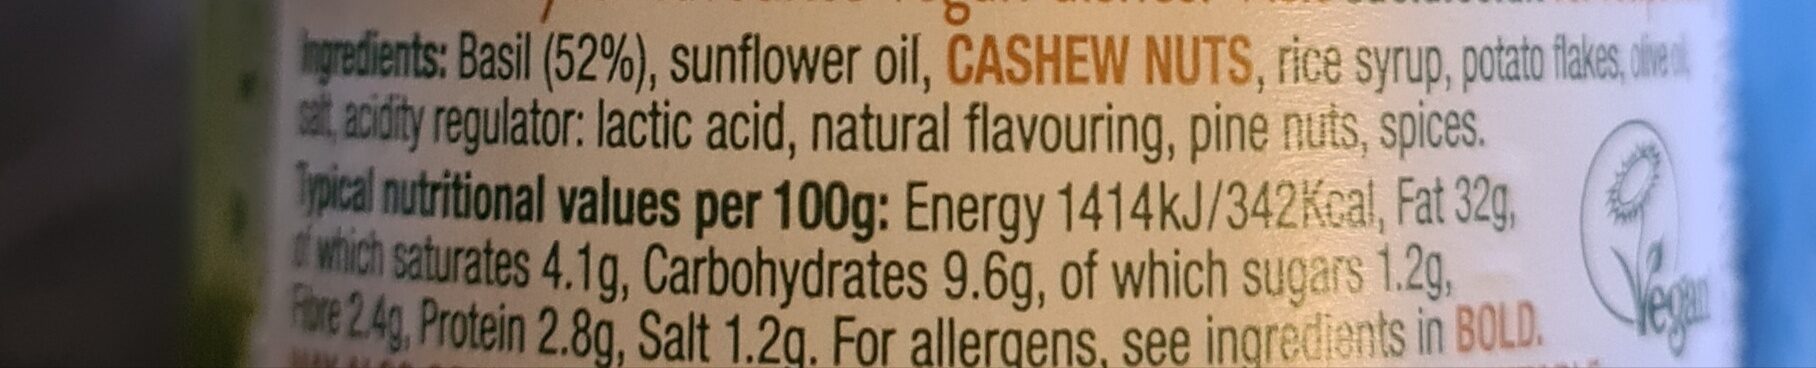 Ingredients: Basil (52%), sunflower oil, CASHEW NUTS, rice syrup, potato flakes, olive oil,
salt, acidity regulator: lactic acid, natural flavouring, pine nuts, spices.
Typical nutritional values per 100g: Energy 1414kJ/342Kcal, Fat 32g,
of which saturates 4.1g, Carbohydrates 9.6g, of which sugars 1.2g,
Fibre 2.4g, Protein 2.8g, Salt 1.2g. For allergens, see ingredients in BOLD.
Vegan